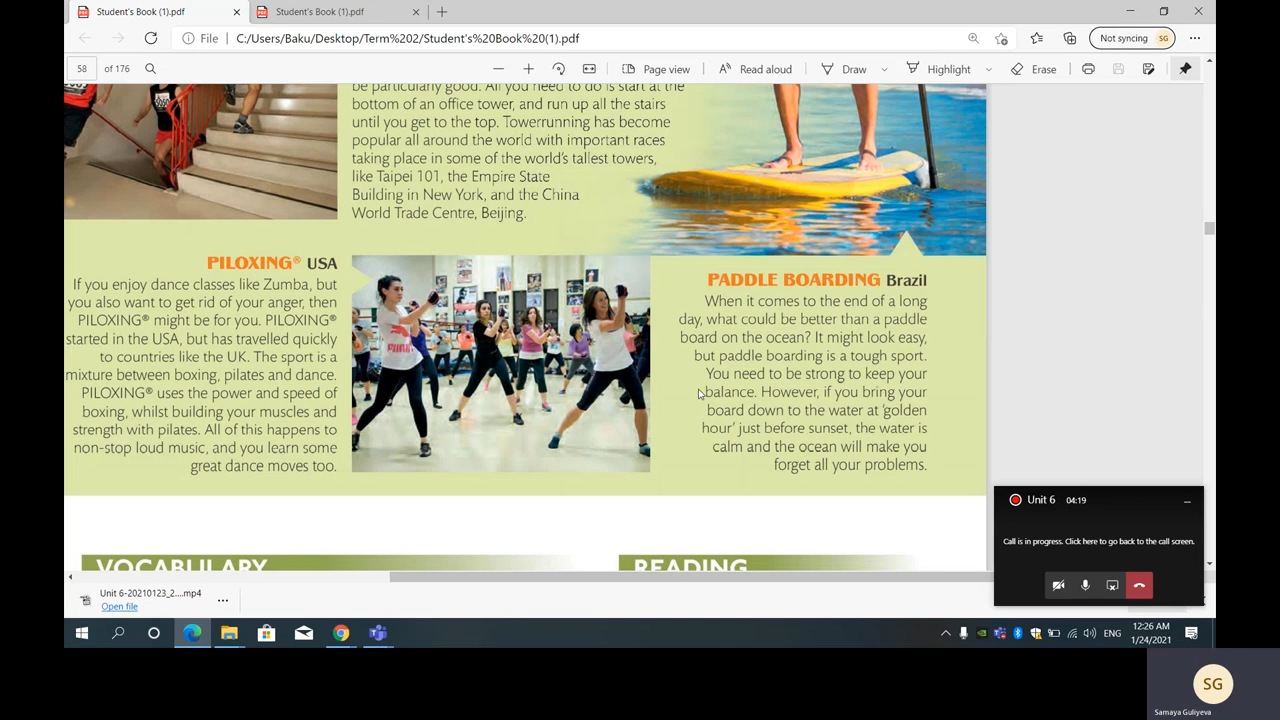 Student's Book (1).pdf
Student's Book (1).pdf
File
C:/Users/Baku/Desktop/Term%202/Student's%20Book%20(1).pdf
Not syncing SG
58 of 176
Page view
Read aloud
Draw
Highlight
Erase
be particularly good. All you need to do is start at the
bottom of an office tower, and run up all the stairs
until you get to the top. Towerrunning has become
popular all around the world with important races
taking place in some of the world's tallest towers,
like Taipei 101, the Empire State
Building in New York, and the China
World Trade Centre, Beijing.
PILOXING® USA
If you enjoy dance classes like Zumba, but
you also want to get rid of your anger, then
PILOXING® might be for you. PILOXING®
started in the USA, but has travelled quickly
to countries like the UK. The sport is a
mixture between boxing, pilates and dance.
PILOXING® uses the power and speed of
boxing, whilst building your muscles and
strength with pilates. All of this happens to
non-stop loud music, and you learn some
great dance moves too.
PADDLE BOARDING Brazil
When it comes to the end of a long
day, what could be better than a paddle
board on the ocean? It might look easy,
but paddle boarding is a tough sport.
You need to be strong to keep your
balance. However, if you bring your
board down to the water at 'golden
hour' just before sunset, the water is
calm and the ocean will make you
forget all your problems.
VOCABULARY
READING
Unit 6 04:19
Call is in progress. Click here to go back to the call screen.
Unit 6-20210123_2....mp4
Open file
ENG
12:26 AM
1/24/2021
SG
Samaya Guliyeva